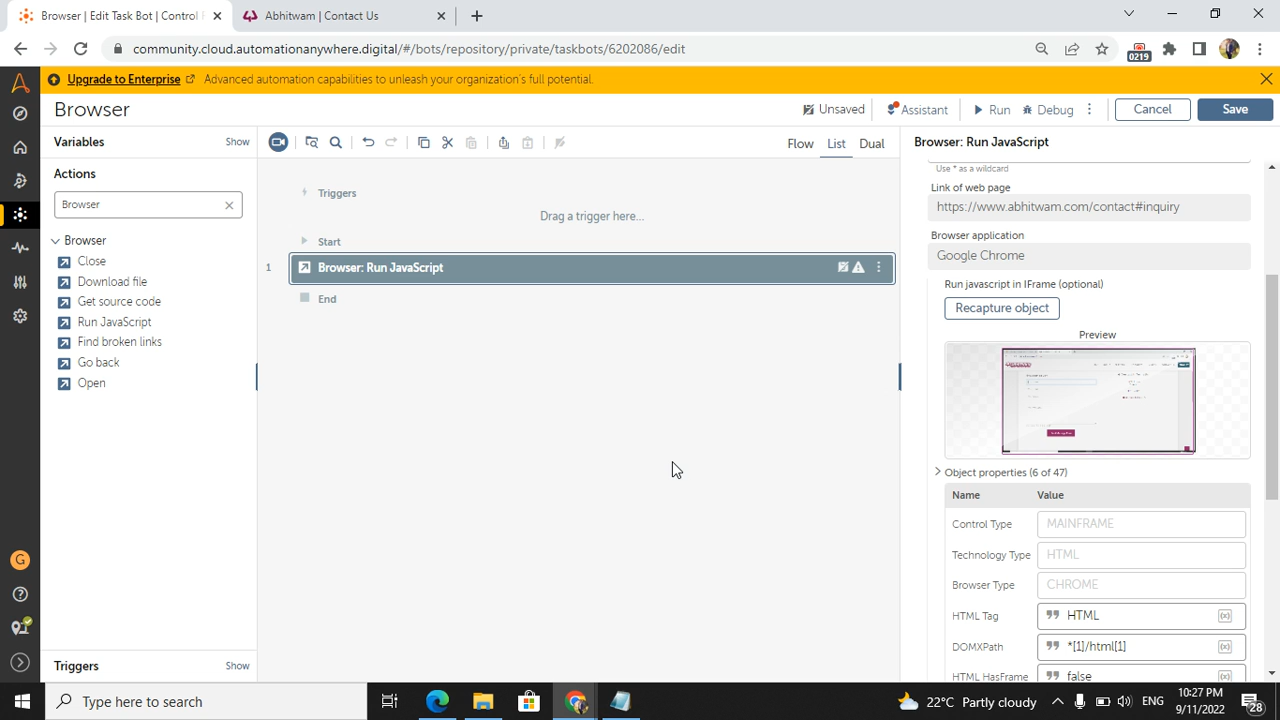 Browser | Edit Task Bot | Control
Abhitwam | Contact Us
community.cloud.automationanywhere.digital/#/bots/repository/private/taskbots/6202086/edit
0219
Upgrade to Enterprise Advanced automation capabilities to unleash your organization's full potential.
Browser
Unsaved
Assistant
Run
Debug
Cancel
Save
Variables
Show
Actions
Browser
Browser
Close
Download file
Get source code
Run JavaScript
Find broken links
Go back
Open
Triggers
Show
Flow
List
Dual
Triggers
Drag a trigger here...
Start
1
Browser: Run JavaScript
End
Browser: Run JavaScript
Use * as a wildcard
Link of web page
https://www.abhitwam.com/contact#inquiry
Browser application
Google Chrome
Run javascript in IFrame (optional)
Recapture object
Preview
Object properties (6 of 47)
Name Value
Control Type MAINFRAME
Technology Type HTML
Browser Type CHROME
HTML Tag HTML
DOMXPath *[1]/html[1]
HTML HasFrame false
G
Type here to search
22°C Partly cloudy
ENG
10:27 PM
9/11/2022
28